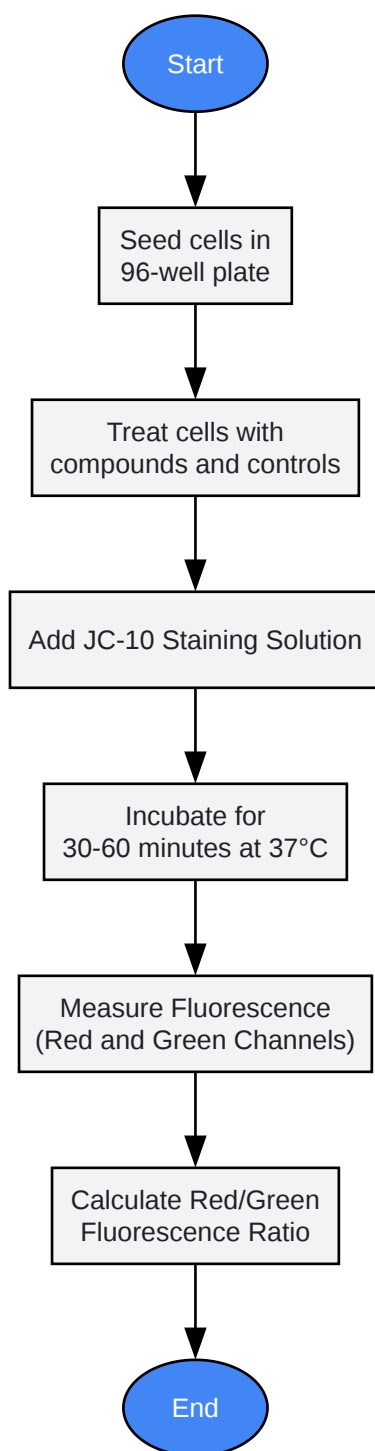 Start
Seed cells in
96-well plate
Treat cells with
compounds and controls
Add JC-10 Staining Solution
Incubate for
30-60 minutes at 37°C
Measure Fluorescence
(Red and Green Channels)
Calculate Red/Green
Fluorescence Ratio
End